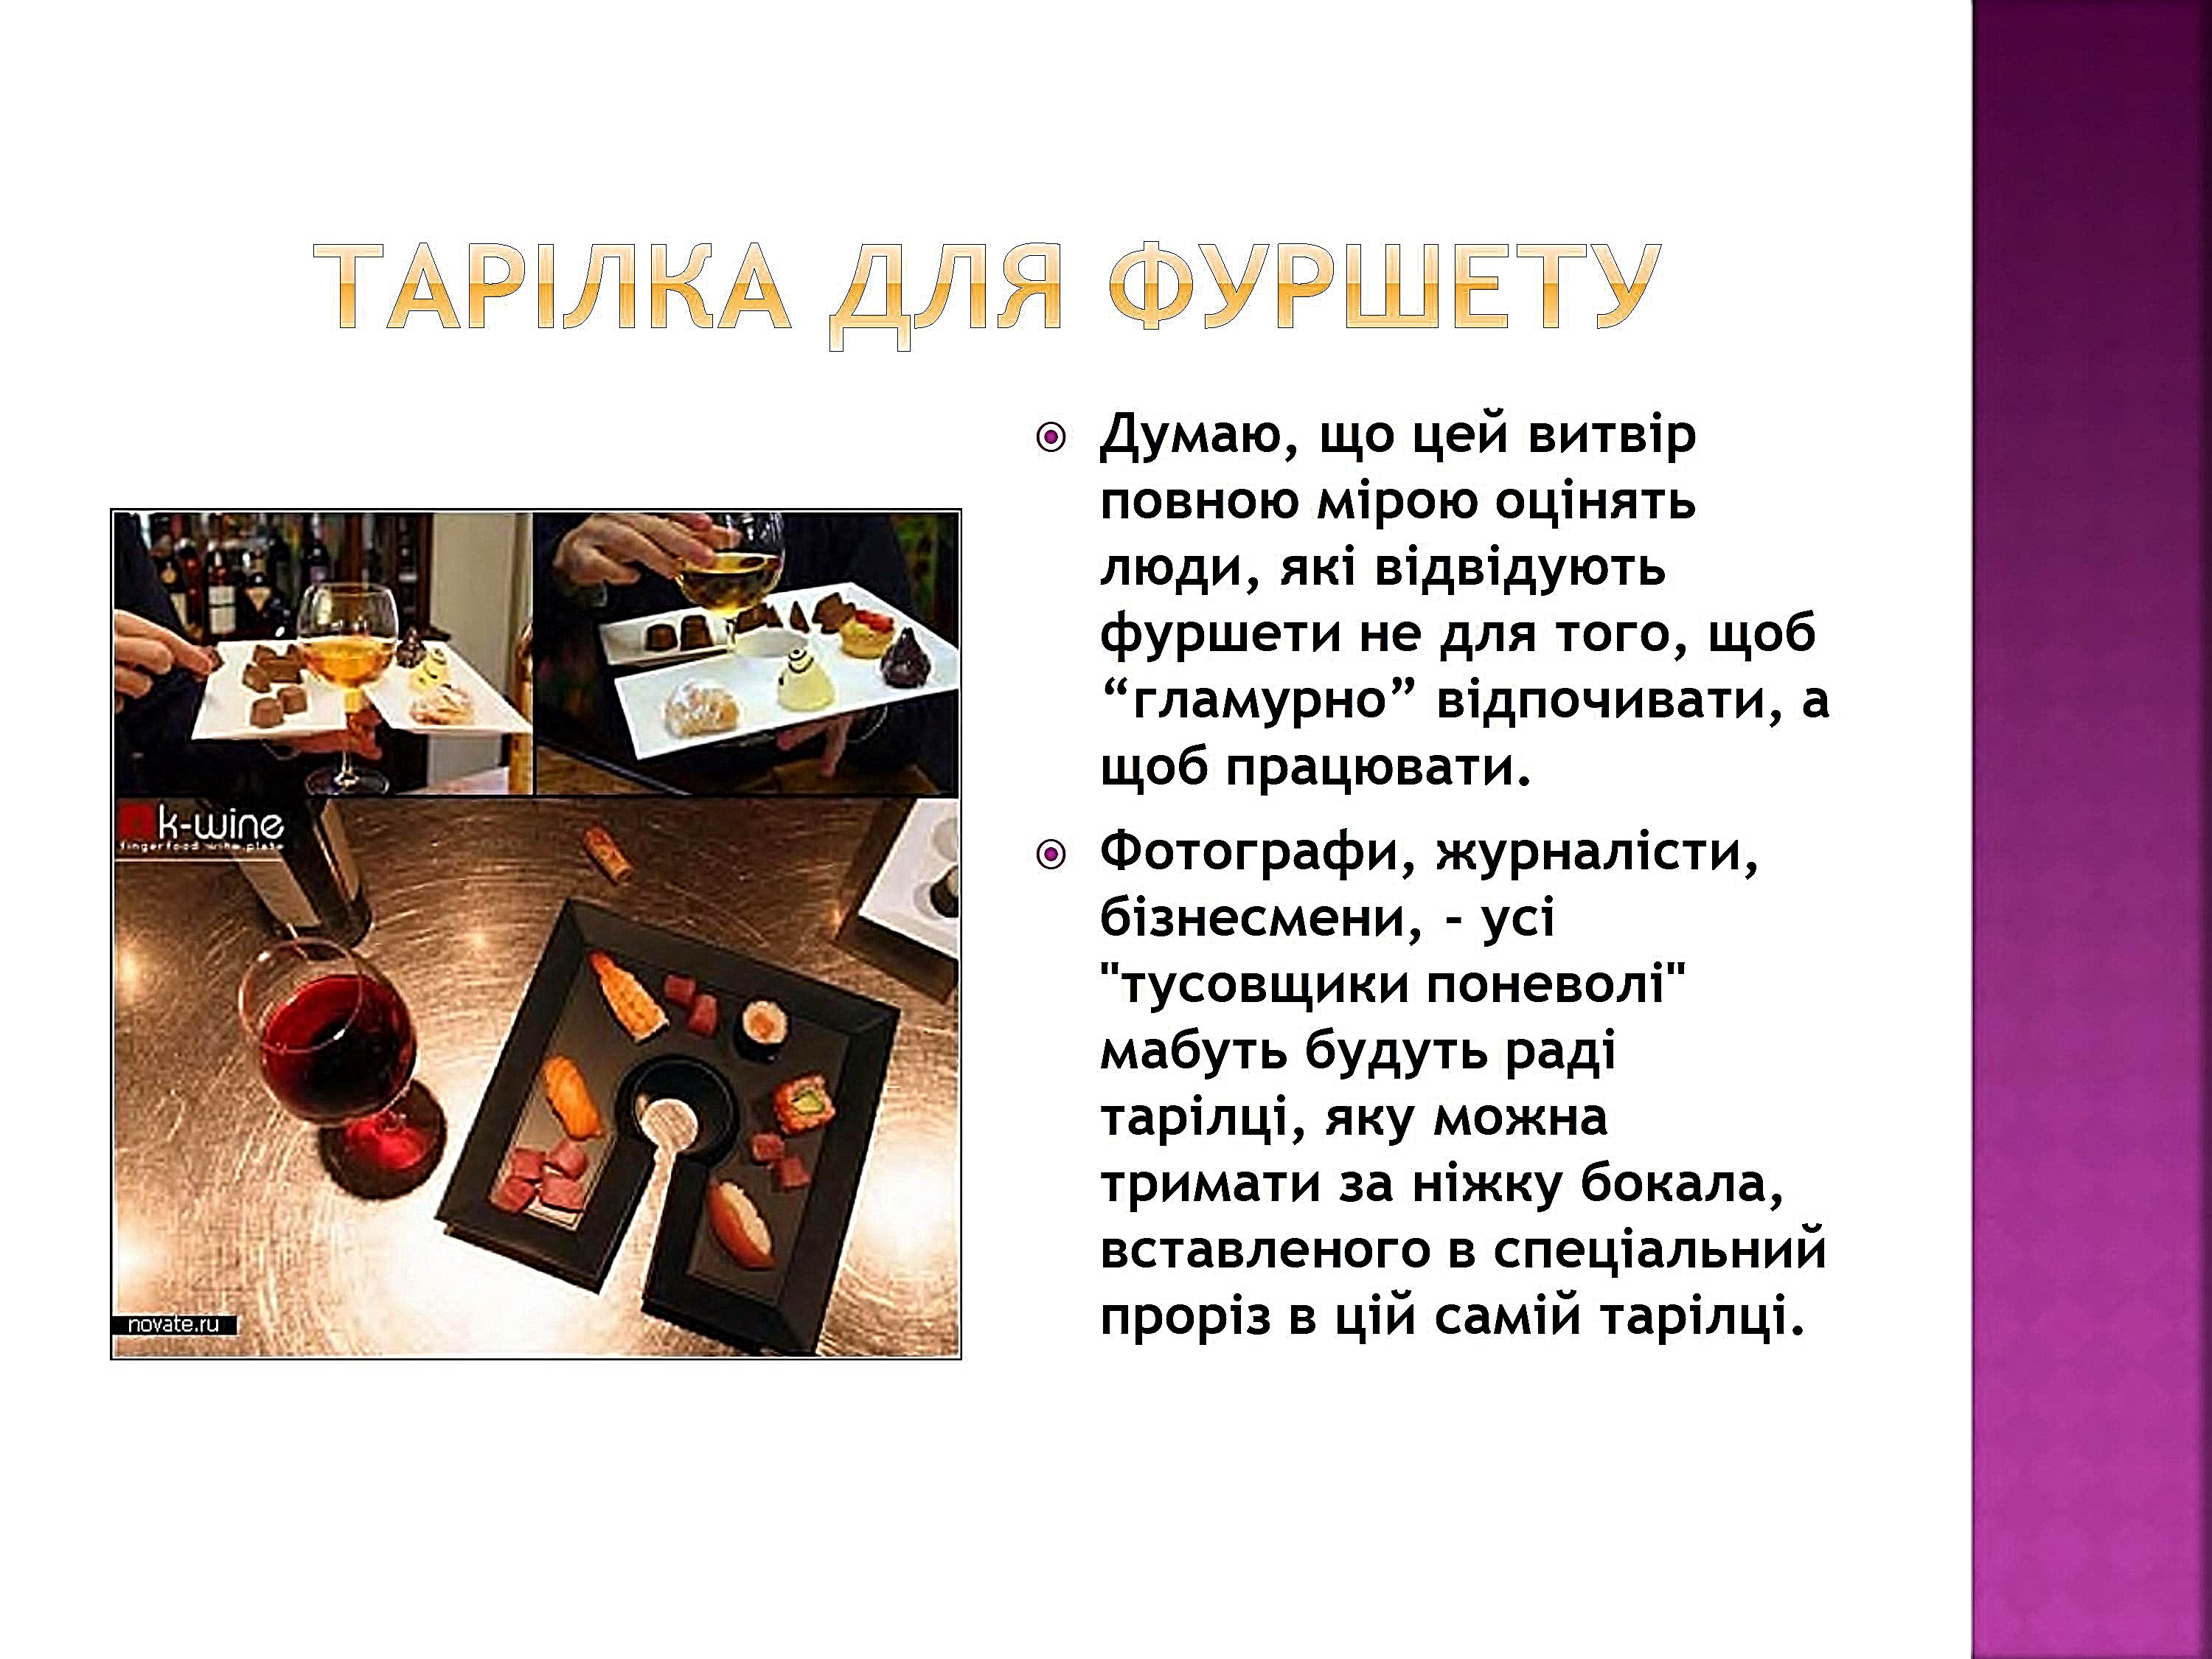 ТАРІЛКА ДЛЯ ФУРШЕТУ
Думаю, що цей витвір
повною мірою оцінять
люди, які відвідують
фуршети не для того, щоб
“гламурно” відпочивати, а
щоб працювати.
Фотографи, журналісти,
бізнесмени, - усі
"тусовщики поневолі"
мабуть будуть раді
тарілці, яку можна
тримати за ніжку бокала,
вставленого в спеціальний
проріз в цій самій тарілці.
k-wine
fingerfood wine plate
novate.ru